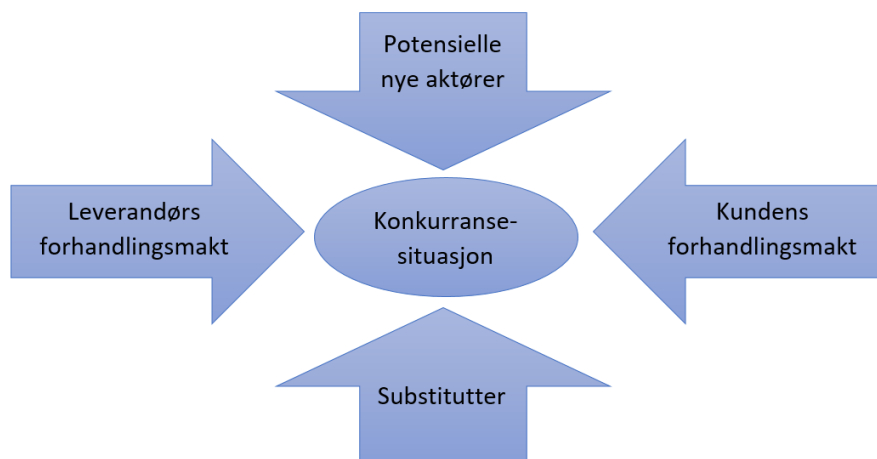 Potensielle
nye aktører
Leverandørs
forhandlingsmakt
Konkurranse-
situasjon
Kundens
forhandlingsmakt
Substitutter